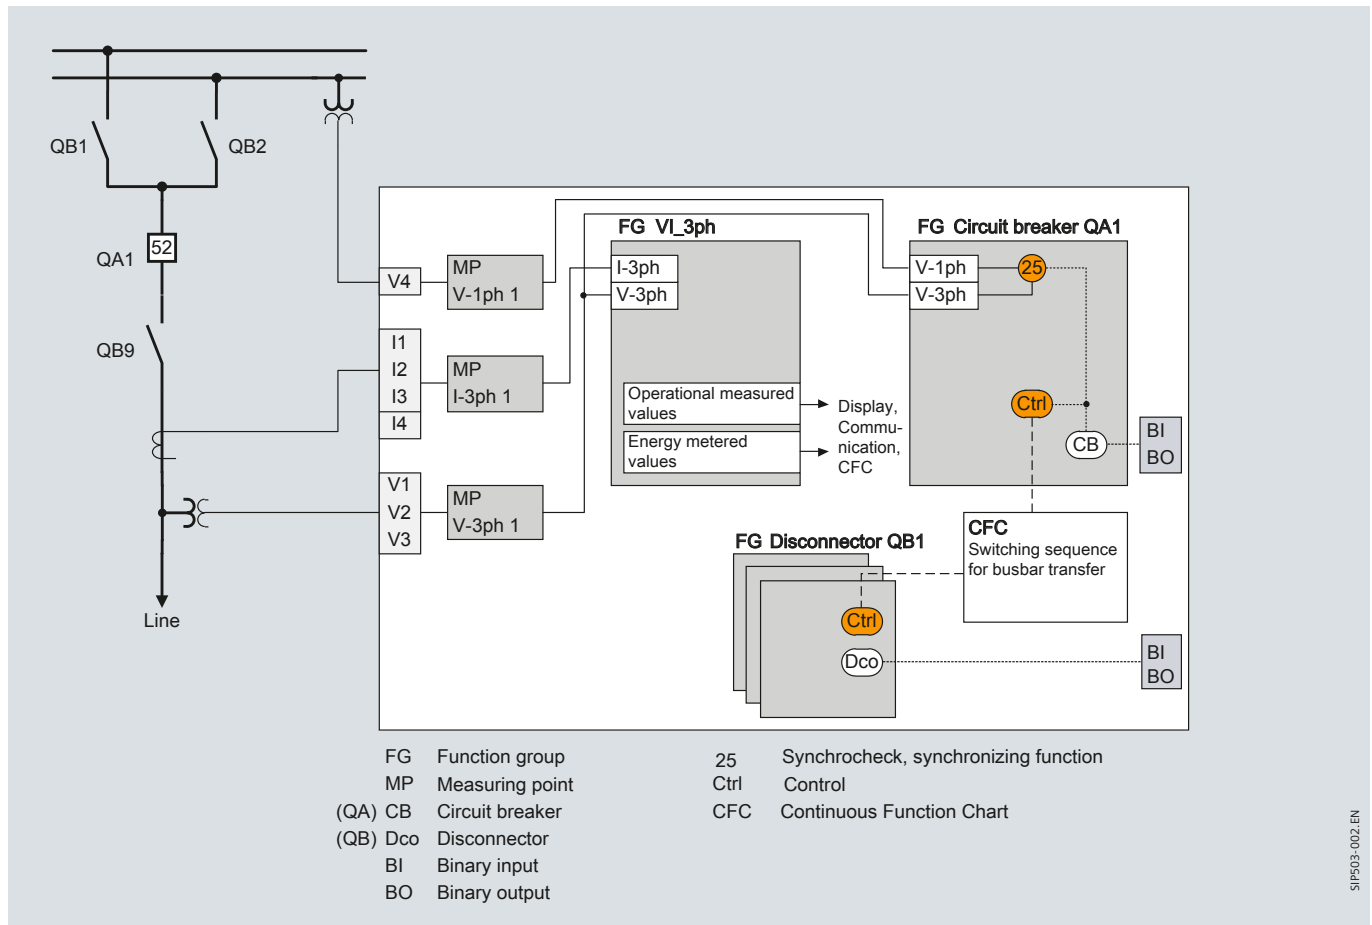 QB1
QB2
QA1
52
QB9
Line
V4
I1
I2
I3
I4
V1
V2
V3
MP
V-1ph 1
MP
I-3ph 1
MP
V-3ph 1
FG VI_3ph
I-3ph
V-3ph
Operational measured
values
Energy metered
values
Display,
Commu-
nication,
CFC
FG Circuit breaker QA1
V-1ph
V-3ph
25
Ctrl
CB
BI
BO
CFC
Switching sequence
for busbar transfer
FG Disconnector QB1
Ctrl
Dco
BI
BO
FG Function group
MP Measuring point
(QA) CB Circuit breaker
(QB) Dco Disconnector
BI Binary input
BO Binary output
25 Synchrocheck, synchronizing function
Ctrl Control
CFC Continuous Function Chart
SIP503-002.EN